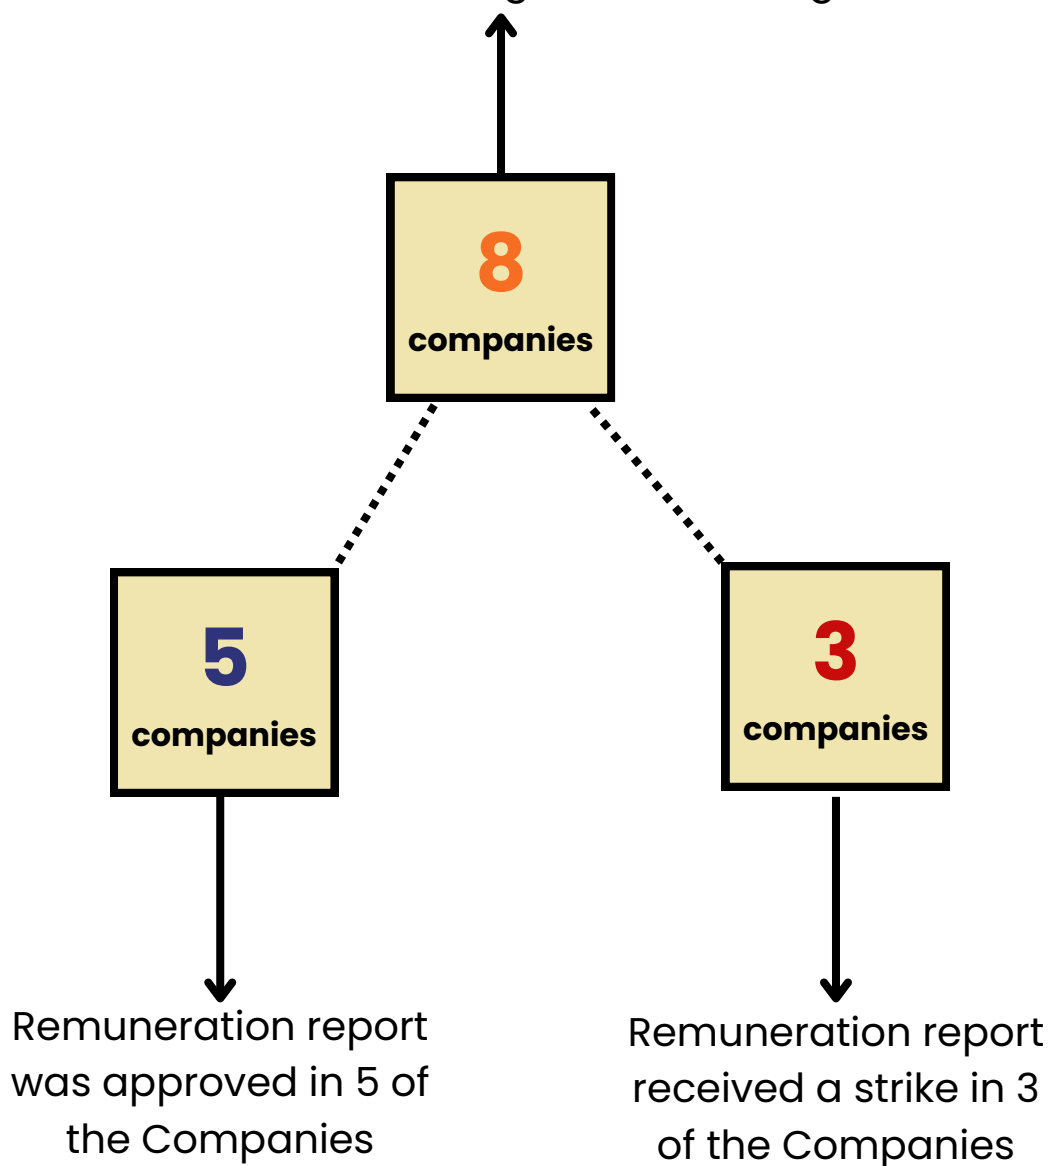 8
companies
5
companies
3
companies
Remuneration report
was approved in 5 of
the Companies
Remuneration report
received a strike in 3
of the Companies